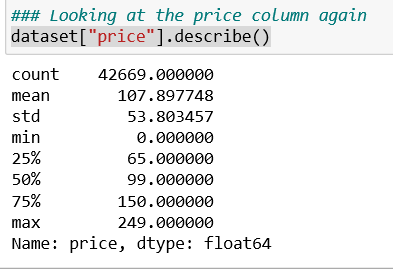 ### Looking at the price column again
dataset["price"].describe()
count    42669.000000
mean       107.897748
std         53.803457
min          0.000000
25%         65.000000
50%         99.000000
75%        150.000000
max        249.000000
Name: price, dtype: float64